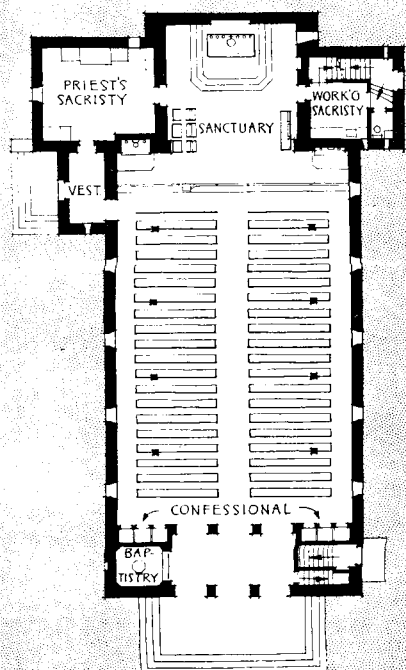 PRIEST'S
SACRISTY
SANCTUARY
WORK'G
SACRISTY
VEST.
CONFESSIONAL
BAP-
TISTRY